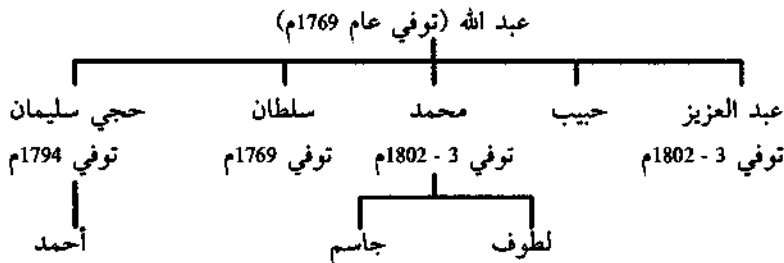 عبد الله (توفي عام 1769م)
عبد العزيز حبيب محمد سلطان حجي سليمان
توفي 3 - 1802م توفي 3 - 1802م توفي 1769م توفي 1794م
لطوف جاسم أحمد